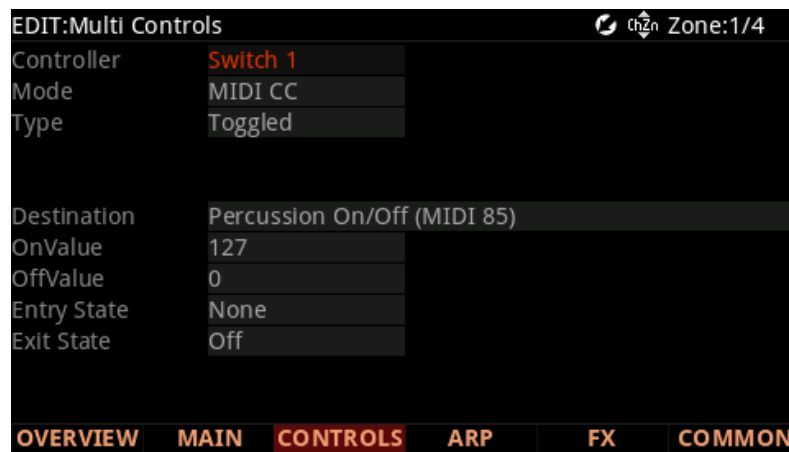 EDIT:Multi Controls ChZn Zone:1/4
Controller Switch 1
Mode MIDI CC
Type Toggled
Destination Percussion On/Off (MIDI 85)
OnValue 127
OffValue 0
Entry State None
Exit State Off
OVERVIEW MAIN CONTROLS ARP FX COMMON